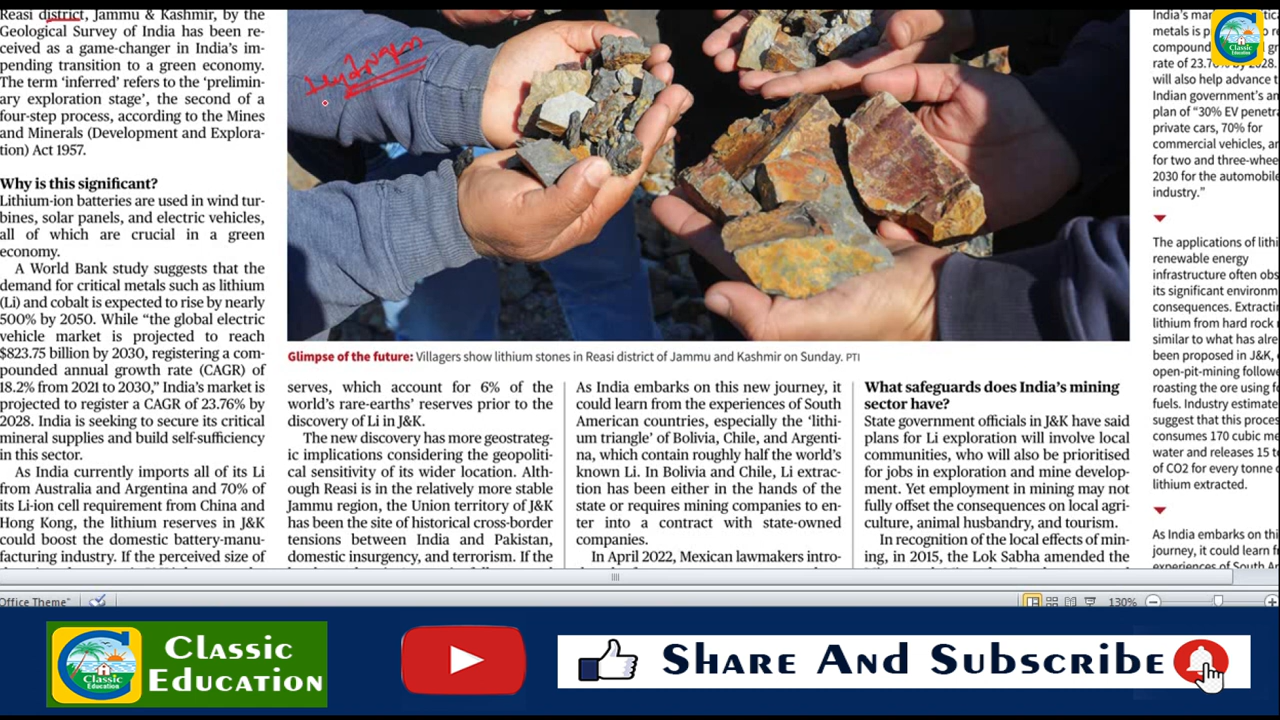 Reasi district, Jammu & Kashmir, by the
Geological Survey of India has been re-
ceived as a game-changer in India's im-
pending transition to a green economy.
The term 'inferred' refers to the 'prelimin-
ary exploration stage', the second of a
four-step process, according to the Mines
and Minerals (Development and Explora-
tion) Act 1957.
Why is this significant?
Lithium-ion batteries are used in wind tur-
bines, solar panels, and electric vehicles,
all of which are crucial in a green
economy.
A World Bank study suggests that the
demand for critical metals such as lithium
(Li) and cobalt is expected to rise by nearly
500% by 2050. While “the global electric
vehicle market is projected to reach
$823.75 billion by 2030, registering a com-
pounded annual growth rate (CAGR) of
18.2% from 2021 to 2030,” India's market is
projected to register a CAGR of 23.76% by
2028. India is seeking to secure its critical
mineral supplies and build self-sufficiency
in this sector.
As India currently imports all of its Li
from Australia and Argentina and 70% of
its Li-ion cell requirement from China and
Hong Kong, the lithium reserves in J&K
could boost the domestic battery-manu-
facturing industry. If the perceived size of
Hydrogen
Glimpse of the future: Villagers show lithium stones in Reasi district of Jammu and Kashmir on Sunday. PTI
serves, which account for 6% of the
world's rare-earths' reserves prior to the
discovery of Li in J&K.
The new discovery has more geostrateg-
ic implications considering the geopoliti-
cal sensitivity of its wider location. Alth-
ough Reasi is in the relatively more stable
Jammu region, the Union territory of J&K
has been the site of historical cross-border
tensions between India and Pakistan,
domestic insurgency, and terrorism. If the
As India embarks on this new journey, it
could learn from the experiences of South
American countries, especially the 'lithi-
um triangle' of Bolivia, Chile, and Argenti-
na, which contain roughly half the world's
known Li. In Bolivia and Chile, Li extrac-
tion has been either in the hands of the
state or requires mining companies to en-
ter into a contract with state-owned
companies.
In April 2022, Mexican lawmakers intro-
What safeguards does India's mining
sector have?
State government officials in J&K have said
plans for Li exploration will involve local
communities, who will also be prioritised
for jobs in exploration and mine develop-
ment. Yet employment in mining may not
fully offset the consequences on local agri-
culture, animal husbandry, and tourism.
In recognition of the local effects of min-
ing, in 2015, the Lok Sabha amended the
India's
metals is
compound
rate of 23.76% by 2028.
will also help advance
Indian government's
plan of “30% EV
private cars, 70% for
commercial vehicles,
for two and
2030 for the automobile
industry.”
The applications of
renewable energy
infrastructure often
its significant
consequences.
lithium from hard rock
similar to what has
been proposed in J&K,
open-pit-mining
roasting the ore using
fuels. Industry
suggest that this
consumes 170 cubic
water and releases 15
of CO2 for every tonne
lithium extracted.
As India embarks on
journey, it could learn
experiences of South
Office Theme"
130%
Classic
Education
Classic
Education
Classic
Education
Share And Subscribe